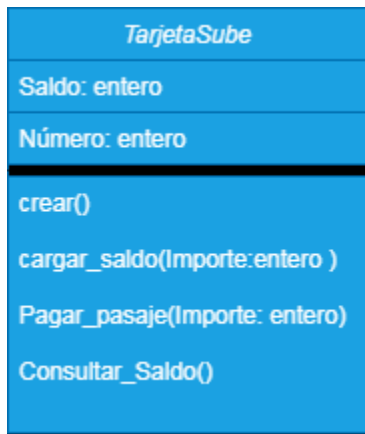 TarjetaSube
Saldo: entero
Número: entero
crear()
cargar_saldo(Importe:entero )
Pagar_pasaje(Importe: entero)
Consultar_Saldo()